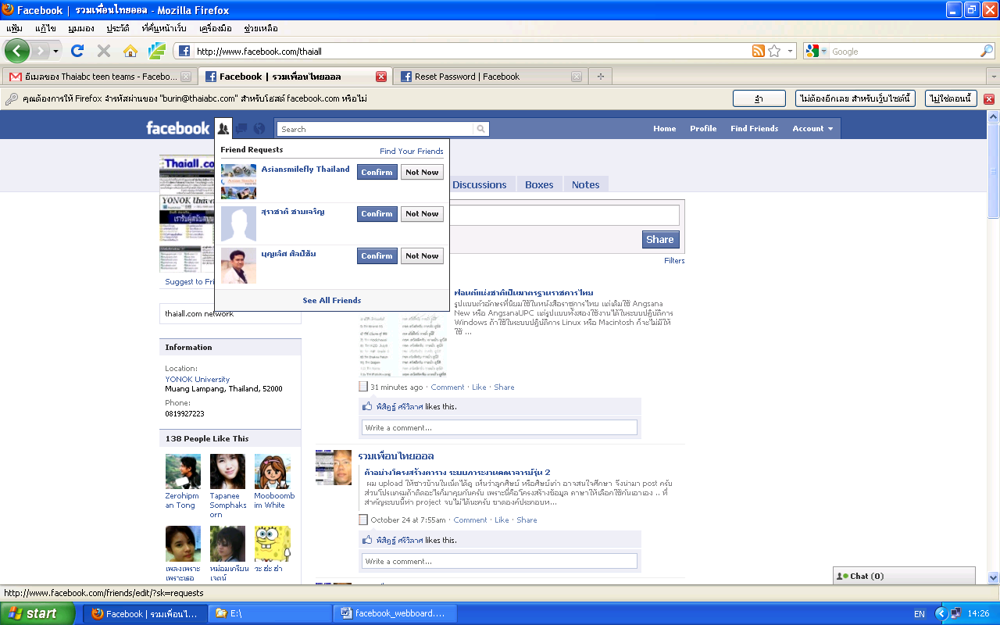 Facebook | รวมเพื่อนไทยออล - Mozilla Firefox
แฟ้ม แก้ไข มุมมอง ประวัติ ที่คั่นหน้าเว็บ เครื่องมือ ช่วยเหลือ
http://www.facebook.com/thaiall
Google
อีเมลของ Thaiabc teen teams - Facebo...
Facebook | รวมเพื่อนไทยออล
Reset Password | Facebook
คุณต้องการให้ Firefox จำรหัสผ่านของ "burin@thaiabc.com" สำหรับโฮสต์ facebook.com หรือไม่
จำ
ไม่ต้องอีกเลย สำหรับเว็บไซต์นี้
ไม่ใช่ตอนนี้
facebook
Search
Home Profile Find Friends Account
Friend Requests
Find Your Friends
Asiansmilefly Thailand
Confirm Not Now
สุราชาติ ชายเจริญ
Confirm Not Now
บุญเลิศ ศิลป์ชัย
Confirm Not Now
See All Friends
Thaiall.co
YONOK Unive
Discussions Boxes Notes
Share
Filters
Suggest to Fri
thaiall.com network
Information
Location:
YONOK University
Muang Lampang, Thailand, 52000
Phone:
0819927223
138 People Like This
Zerohipm
an Tong
Tapanee
Somphaks
orn
Mooboomb
im White
เพลงเพราะ
เพราะเธอ
หม่อมเครียน
เจตน์
วะ ฮ่ะ ฮ่า
ฟอนต์แห่งชาติเป็นมาตรฐานราชการไทย
รูปแบบตัวอักษรที่นิยมใช้ในหนังสือราชการไทย แต่เดิมใช้ Angsana
New หรือ AngsanaUPC แต่รูปแบบทั้งสองใช้งานได้ในระบบปฏิบัติการ
Windows ถ้าใช้ในระบบปฏิบัติการ Linux หรือ Macintosh ก็จะไม่มีให้
ใช้ ...
31 minutes ago · Comment · Like · Share
พิสิฏฐ์ ศรีวิลาศ likes this.
Write a comment...
รวมเพื่อนไทยออล
ตัวอย่างโครงสร้างตาราง ระบบภาระงานคณาจารย์รุ่น 2
ผม upload ให้ชาวบ้านในเน็ตได้ดู เห็นว่าลูกศิษย์ หรือศิษย์เก่า อาจสนใจศึกษา จึงนำมา post ครับ
ส่วนโปรแกรมถ้าติดอะไรก็มาคุยกันครับ เพราะนี่คือโครงสร้างข้อมูล ภาษาให้เลือกใช้กันเอาเอง .. ที่
สำคัญระบบนี้ทำ project จบไม่ได้นะครับ ขาดองค์ประกอบห...
October 24 at 7:55am · Comment · Like · Share
พิสิฏฐ์ ศรีวิลาศ likes this.
Write a comment...
Chat (0)
http://www.facebook.com/friends/edit/?sk=requests
start
Facebook | รวมเพื่อนไท...
E:\
facebook_webboard....
EN
14:26